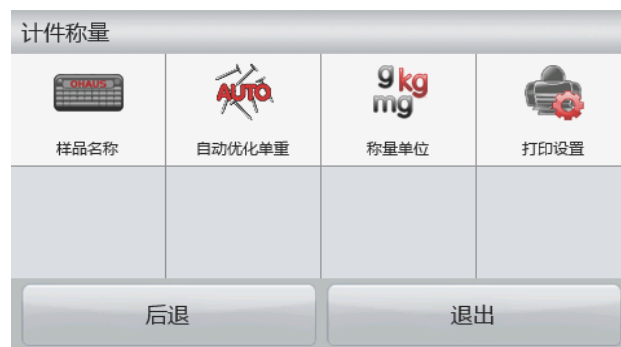 计件称量
OHAUS
AUTO
g kg
mg
样品名称
自动优化单重
称量单位
打印设置
后退
退出